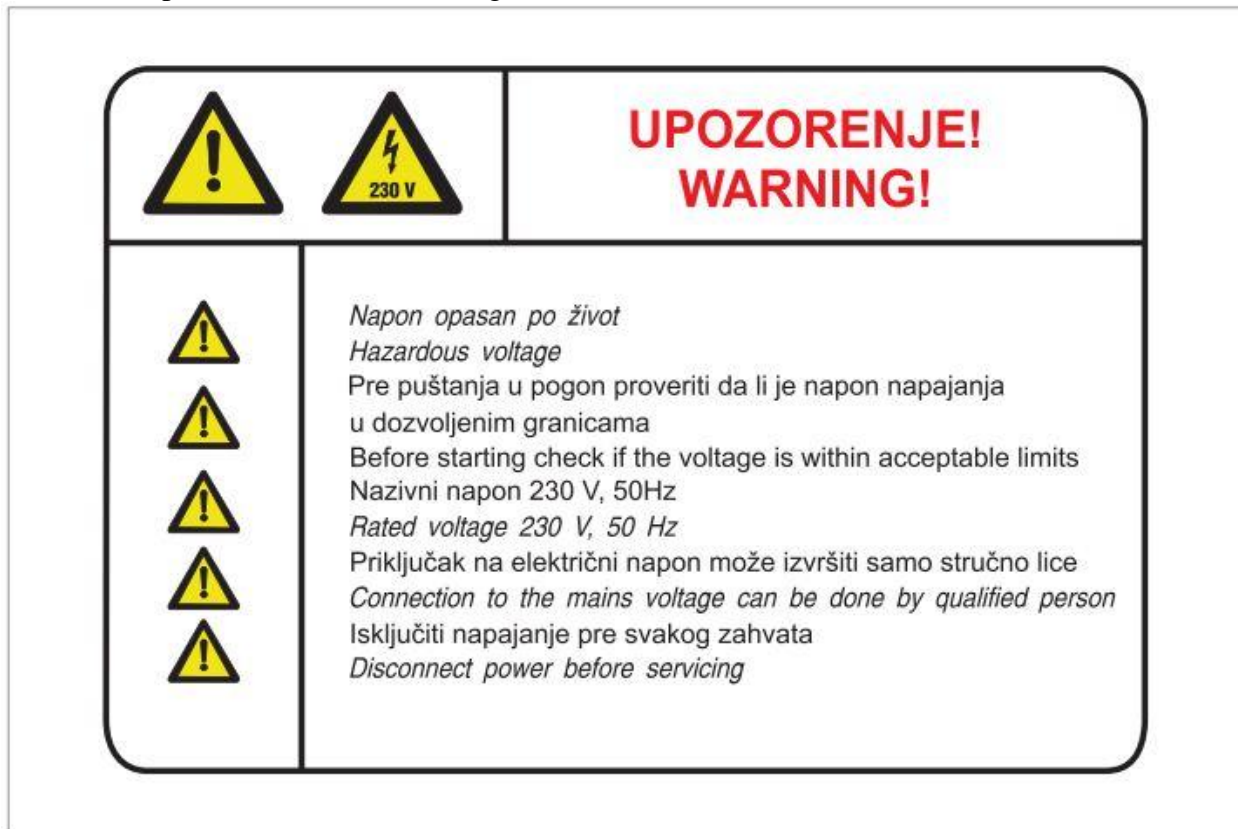 230 V
UPOZORENJE!
WARNING!
Napon opasan po život
Hazardous voltage
Pre puštanja u pogon proveriti da li je napon napajanja
u dozvoljenim granicama
Before starting check if the voltage is within acceptable limits
Nazivni napon 230 V, 50Hz
Rated voltage 230 V, 50 Hz
Priključak na električni napon može izvršiti samo stručno lice
Connection to the mains voltage can be done by qualified person
Isključiti napajanje pre svakog zahvata
Disconnect power before servicing